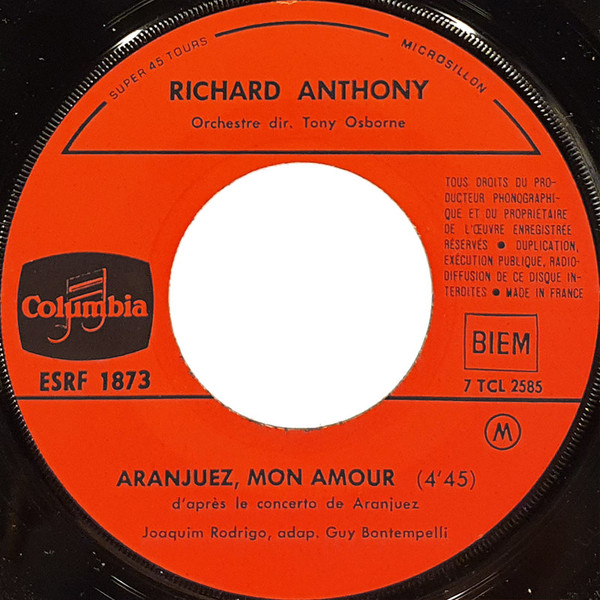 SUPER 45 TOURS
MICROSILLON
RICHARD ANTHONY
Orchestre dir. Tony Osborne
TOUS DROITS DU PRO-
DUCTEUR PHONOGRAPHI-
QUE ET DU PROPRIÉTAIRE
DE L'ŒUVRE ENREGISTRÉE
RÉSERVÉS ● DUPLICATION,
EXÉCUTION PUBLIQUE, RADIO-
DIFFUSION DE CE DISQUE IN-
TERDITES ● MADE IN FRANCE
Columbia
ESRF 1873
BIEM
7 TCL 2585
M
ARANJUEZ, MON AMOUR (4'45)
d'après le concerto de Aranjuez
Joaquim Rodrigo, adap. Guy Bontempelli